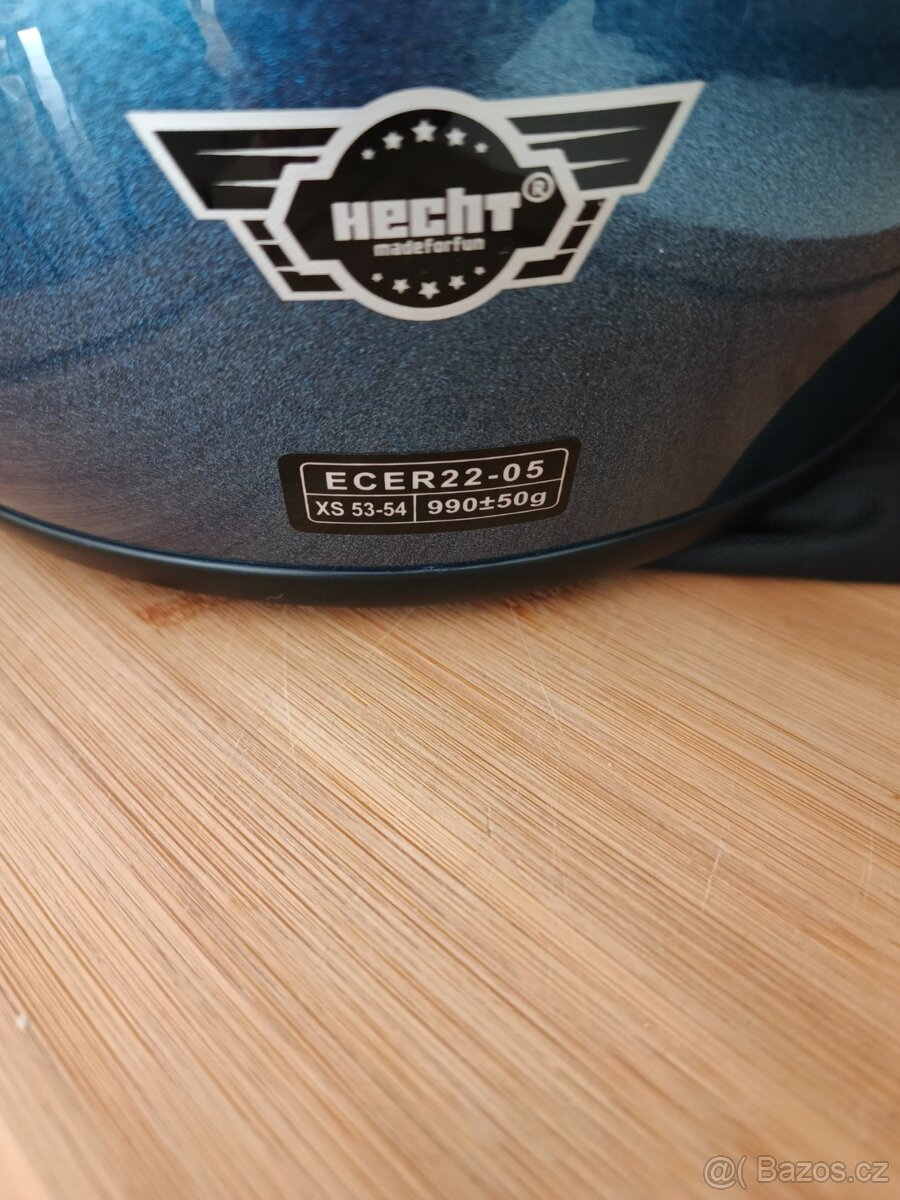 Hecht®
madeforfun
ECER22-05
XS 53-54 990±50g
@( Bazos.cz